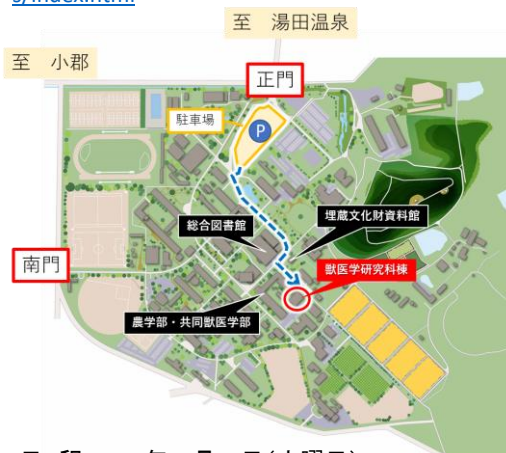 s/index.html
至　湯田温泉
至　小郡
正門
駐車場
P
総合図書館
埋蔵文化財資料館
南門
獣医学研究科棟
農学部・共同獣医学部